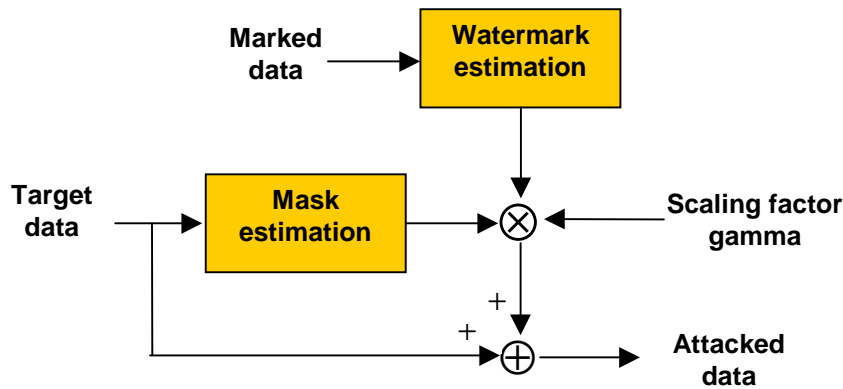 Marked
data
Watermark
estimation
Target
data
Mask
estimation
Scaling factor
gamma
+
+
Attacked
data